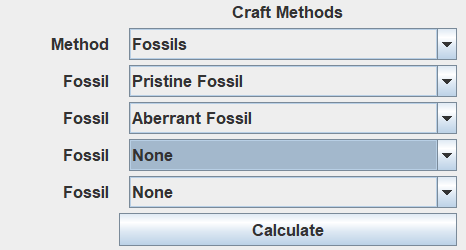 Craft Methods
Method Fossils
Fossil Pristine Fossil
Fossil Aberrant Fossil
Fossil None
Fossil None
Calculate